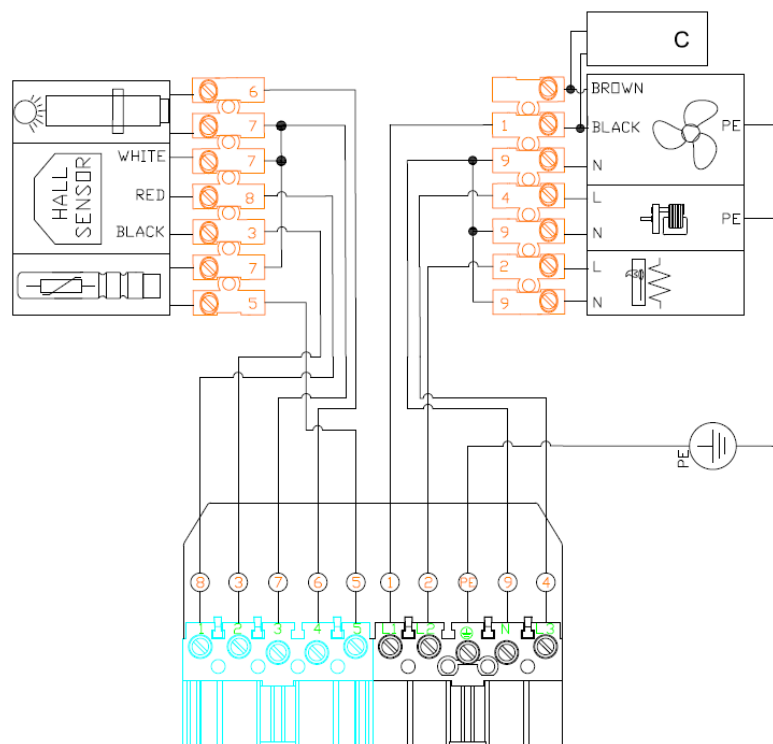 C
6
BROWN
7
1
BLACK
PE
WHITE
7
9
N
HALL
SENSOR
RED
8
4
L
PE
BLACK
3
9
N
7
2
L
5
9
N
PE
8
3
7
6
5
1
2
PE
9
4
1
2
3
4
5
L1
L2
N
L3